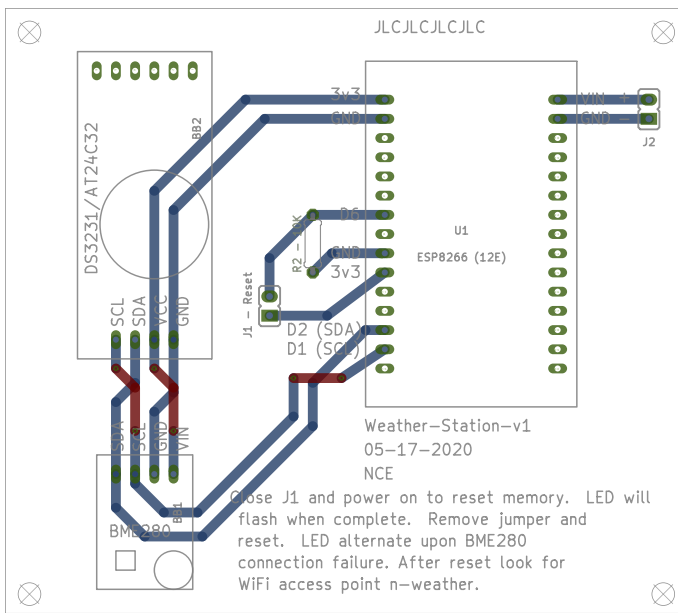 JLCJLCJLCJLC
3v3
GND
VIN +
GND -
J2
BB2
DS3231/AT24C32
D6
R2 - 10K
GND
3v3
U1
ESP8266 (12E)
J1 - Reset
SCL
SDA
VCC
GND
D2 (SDA)
D1 (SCL)
SDA
SCL
GND
VIN
Weather-Station-v1
05-17-2020
NCE
BB1
BME280
Close J1 and power on to reset memory. LED will
flash when complete. Remove jumper and
reset. LED alternate upon BME280
connection failure. After reset look for
WiFi access point n-weather.